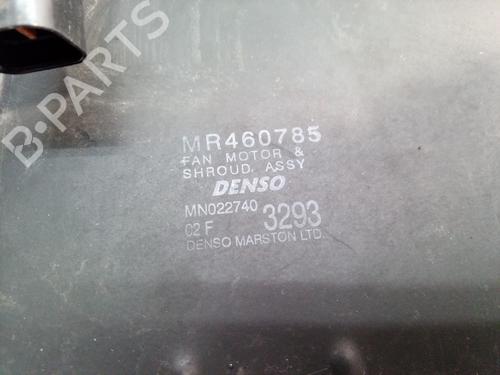 B-PARTS
MR460785
FAN MOTOR &
SHROUD, ASSY
DENSO
MN022740
02 F 3293
DENSO MARSTON LTD.